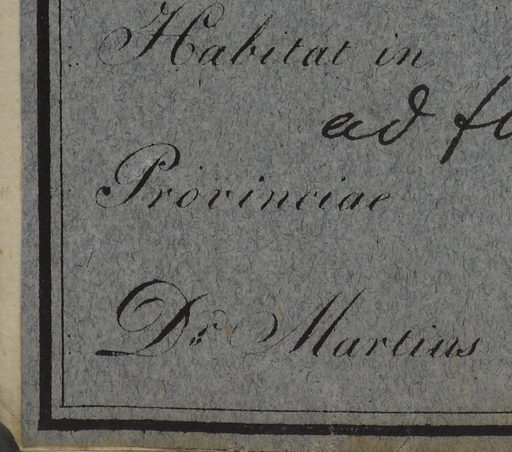 Habitat in
ad fl
Provinciae
Dr. Martius